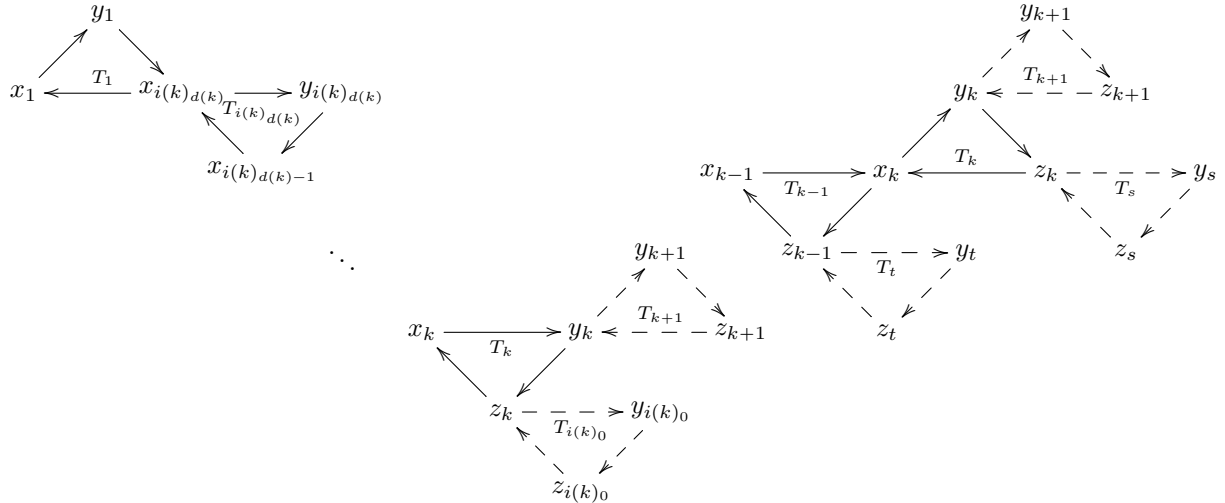 y_{k+1}
y_1
T_{k+1}
x_1 T_1 x_{i(k)_{d(k)}} y_{i(k)_{d(k)}} y_k z_{k+1}
T_{i(k)_{d(k)}}
x_{i(k)_{d(k)-1}} x_{k-1} T_{k-1} x_k T_k z_k T_s y_s
⋱ y_{k+1} z_{k-1} T_t y_t z_s
x_k T_k y_k T_{k+1} z_{k+1} z_t
z_k T_{i(k)_0} y_{i(k)_0}
z_{i(k)_0}